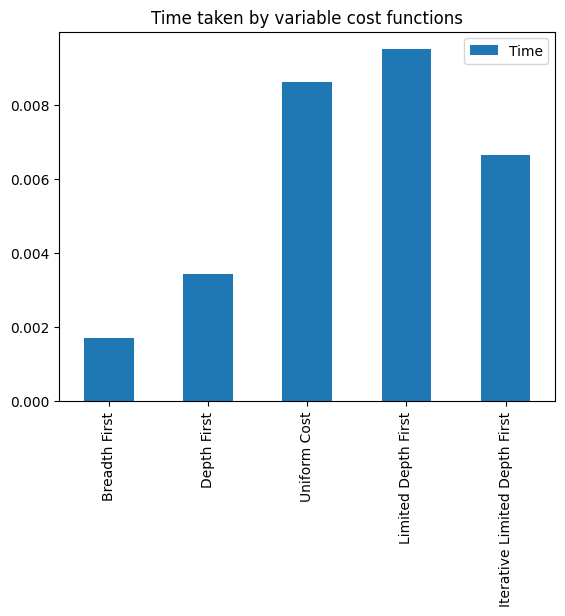 Time taken by variable cost functions
Time
0.008
0.006
0.004
0.002
0.000
Breadth First
Depth First
Uniform Cost
Limited Depth First
Iterative Limited Depth First